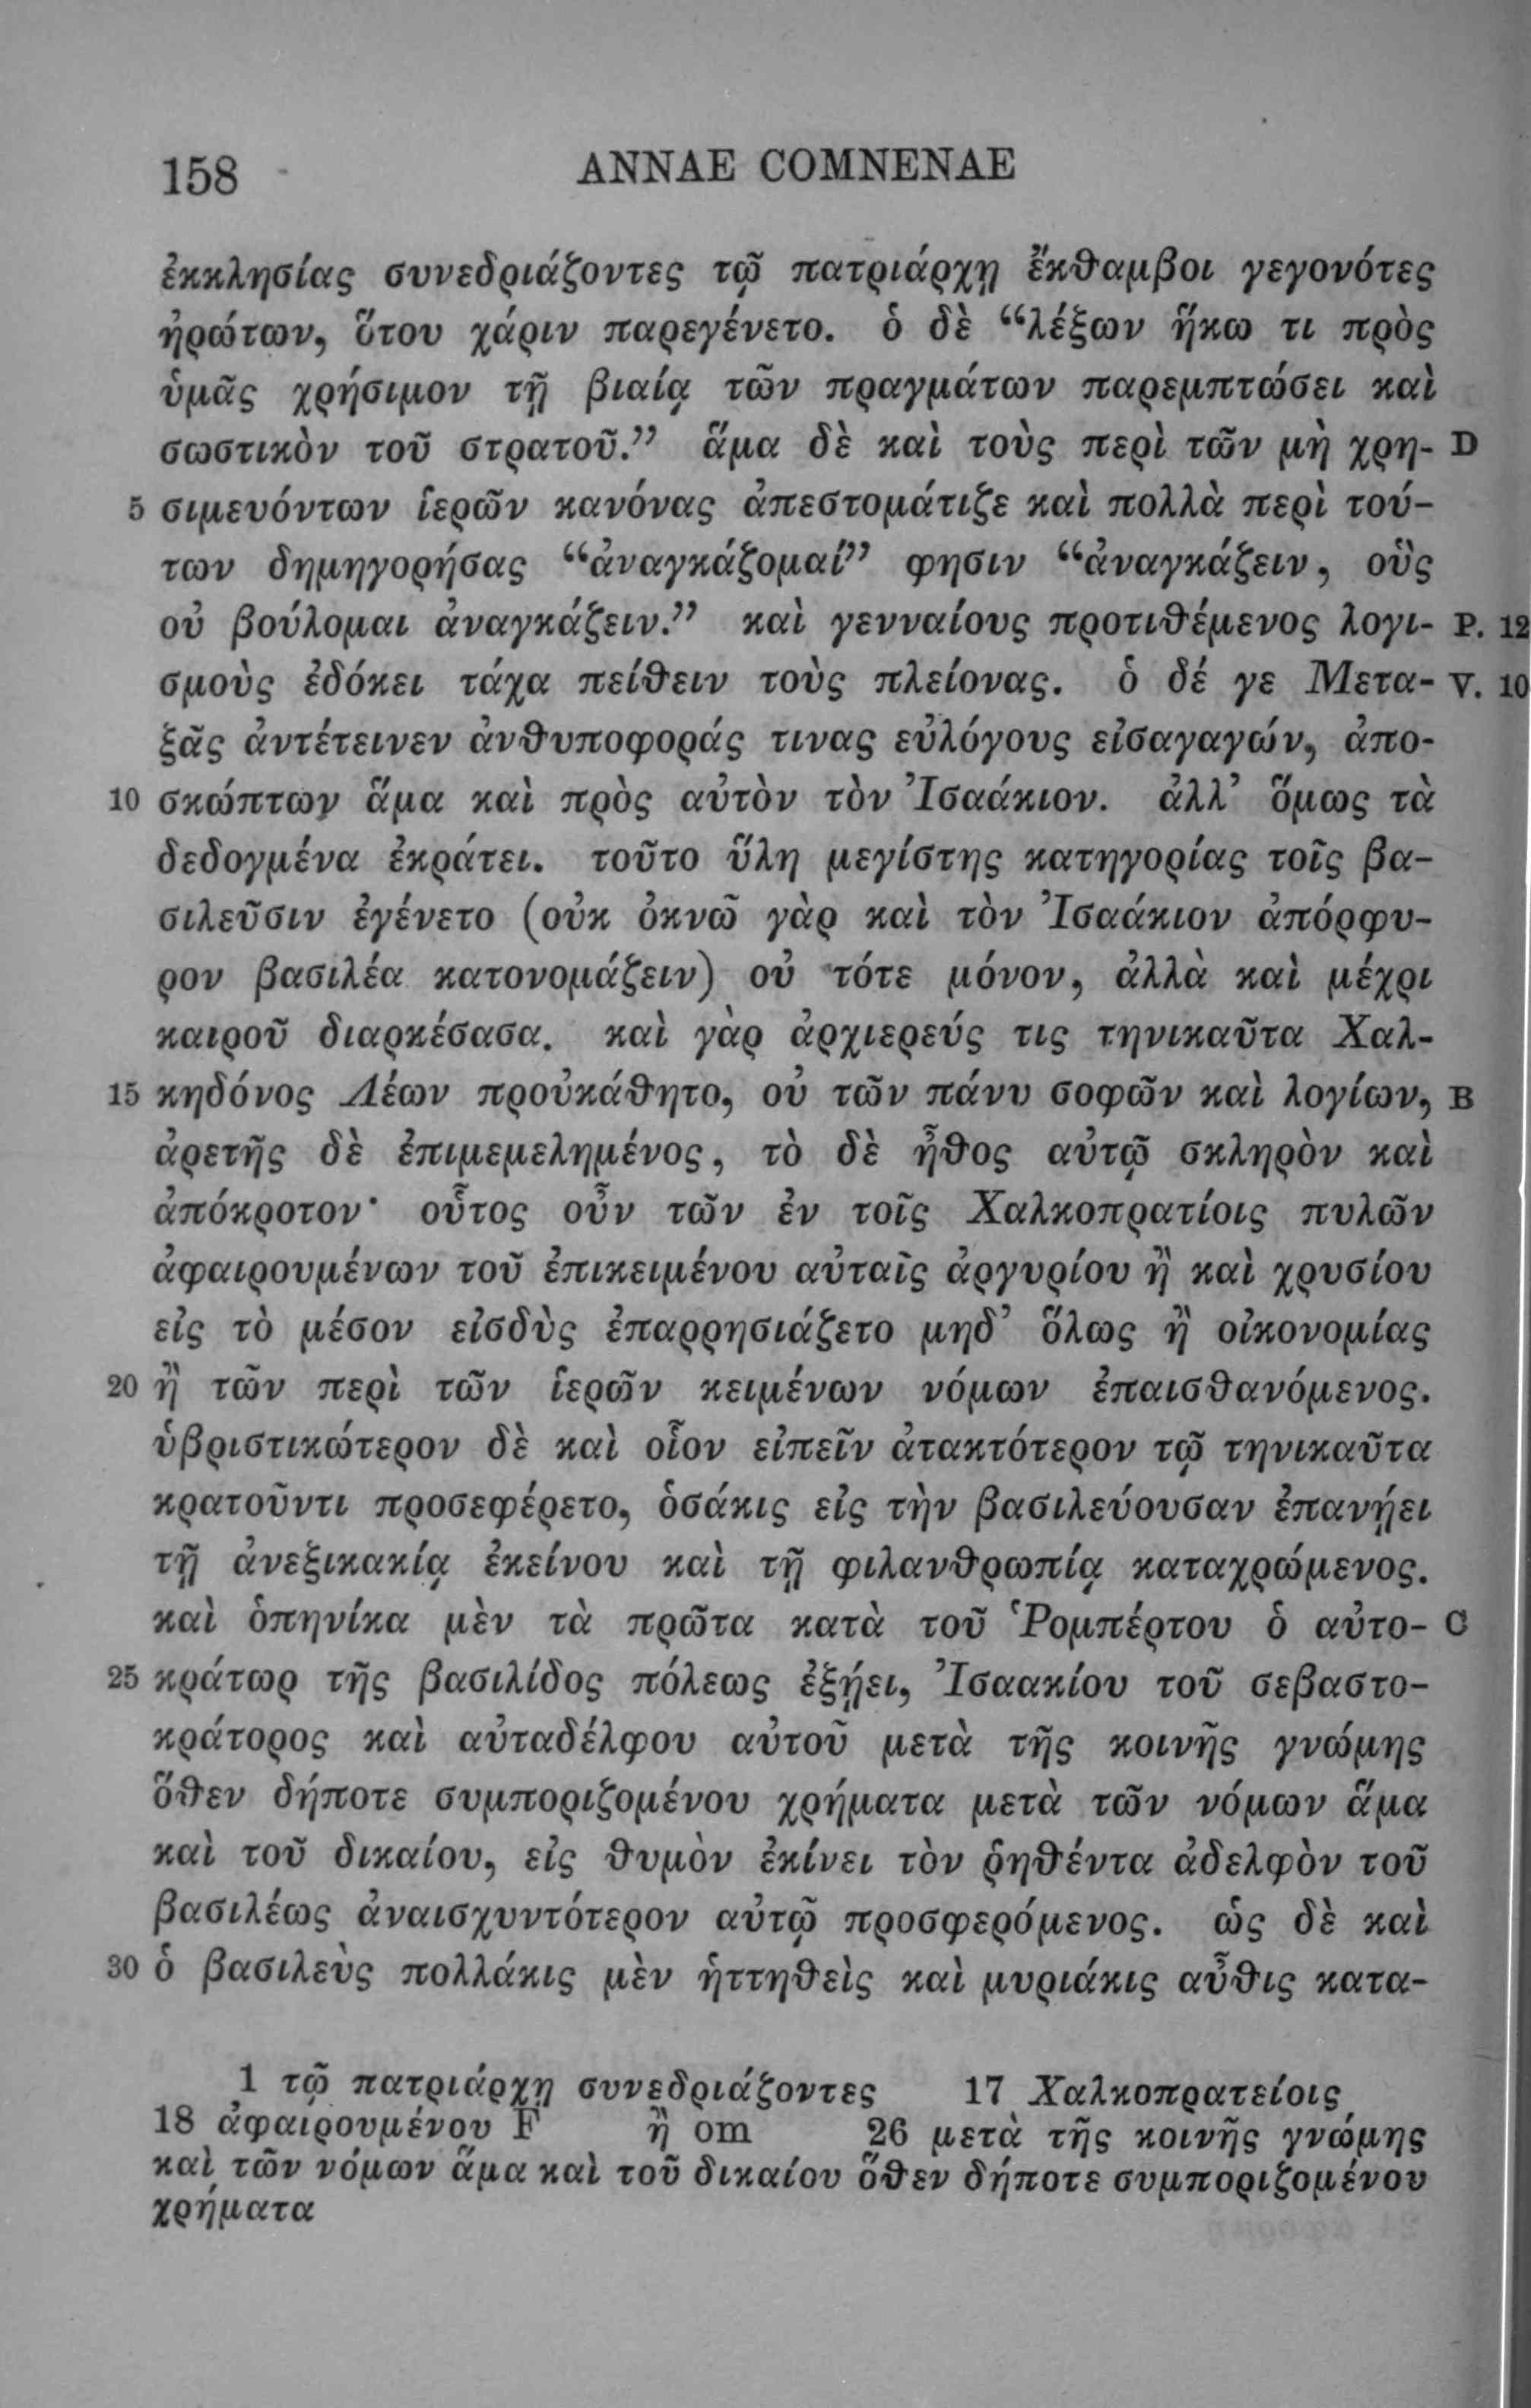 158 ANNAE COMNENAE
ἐκκλησίας συνεδριάζοντες τῷ πατριάρχῃ ἔκθαμβοι γεγονότες
ἠρώτων, ὅτου χάριν παρεγένετο. ὁ δὲ “λέξων ἥκω τι πρὸς
ὑμᾶς χρήσιμον τῇ βιαίᾳ τῶν πραγμάτων παρεμπτώσει καὶ
σωστικὸν τοῦ στρατοῦ.” ἅμα δὲ καὶ τοὺς περὶ τῶν μὴ χρη- D
5 σιμευόντων ἱερῶν κανόνας ἀπεστομάτιζε καὶ πολλὰ περὶ τού-
των δημηγορήσας “ἀναγκάζομαί” φησιν “ἀναγκάζειν, οὓς
οὐ βούλομαι ἀναγκάζειν.” καὶ γενναίους προτιθέμενος λογι- P. 12
σμοὺς ἐδόκει τάχα πείθειν τοὺς πλείονας. ὁ δέ γε Μετα- V. 10
ξᾶς ἀντέτεινεν ἀνθυποφοράς τινας εὐλόγους εἰσαγαγών, ἀπο-
10 σκώπτων ἅμα καὶ πρὸς αὐτὸν τὸν Ἰσαάκιον. ἀλλ’ ὅμως τὰ
δεδογμένα ἐκράτει. τοῦτο ὕλη μεγίστης κατηγορίας τοῖς βα-
σιλεῦσιν ἐγένετο (οὐκ ὀκνῶ γὰρ καὶ τὸν Ἰσαάκιον ἀπόρφυ-
ρον βασιλέα κατονομάζειν) οὐ τότε μόνον, ἀλλὰ καὶ μέχρι
καιροῦ διαρκέσασα. καὶ γὰρ ἀρχιερεύς τις τηνικαῦτα Χαλ-
15 κηδόνος Λέων προὐκάθητο, οὐ τῶν πάνυ σοφῶν καὶ λογίων, B
ἀρετῆς δὲ ἐπιμεμελημένος, τὸ δὲ ἦθος αὐτῷ σκληρὸν καὶ
ἀπόκροτον· οὗτος οὖν τῶν ἐν τοῖς Χαλκοπρατίοις πυλῶν
ἀφαιρουμένων τοῦ ἐπικειμένου αὐταῖς ἀργυρίου ἢ καὶ χρυσίου
εἰς τὸ μέσον εἰσδὺς ἐπαρρησιάζετο μηδ’ ὅλως ἢ οἰκονομίας
20 ἢ τῶν περὶ τῶν ἱερῶν κειμένων νόμων ἐπαισθανόμενος.
ὑβριστικώτερον δὲ καὶ οἷον εἰπεῖν ἀτακτότερον τῷ τηνικαῦτα
κρατοῦντι προσεφέρετο, ὁσάκις εἰς τὴν βασιλεύουσαν ἐπανῄει
τῇ ἀνεξικακίᾳ ἐκείνου καὶ τῇ φιλανθρωπίᾳ καταχρώμενος.
καὶ ὁπηνίκα μὲν τὰ πρῶτα κατὰ τοῦ Ῥομπέρτου ὁ αὐτο- C
25 κράτωρ τῆς βασιλίδος πόλεως ἐξῄει, Ἰσαακίου τοῦ σεβαστο-
κράτορος καὶ αὐταδέλφου αὐτοῦ μετὰ τῆς κοινῆς γνώμης
ὅθεν δήποτε συμποριζομένου χρήματα μετὰ τῶν νόμων ἅμα
καὶ τοῦ δικαίου, εἰς θυμὸν ἐκίνει τὸν ῥηθέντα ἀδελφὸν τοῦ
βασιλέως ἀναισχυντότερον αὐτῷ προσφερόμενος. ὡς δὲ καὶ
30 ὁ βασιλεὺς πολλάκις μὲν ἡττηθεὶς καὶ μυριάκις αὖθις κατα-
1 τῷ πατριάρχῃ συνεδριάζοντες 17 Χαλκοπρατείοις
18 ἀφαιρουμένου F ἢ om 26 μετὰ τῆς κοινῆς γνώμης
καὶ τῶν νόμων ἅμα καὶ τοῦ δικαίου ὅθεν δήποτε συμποριζομένου
χρήματα